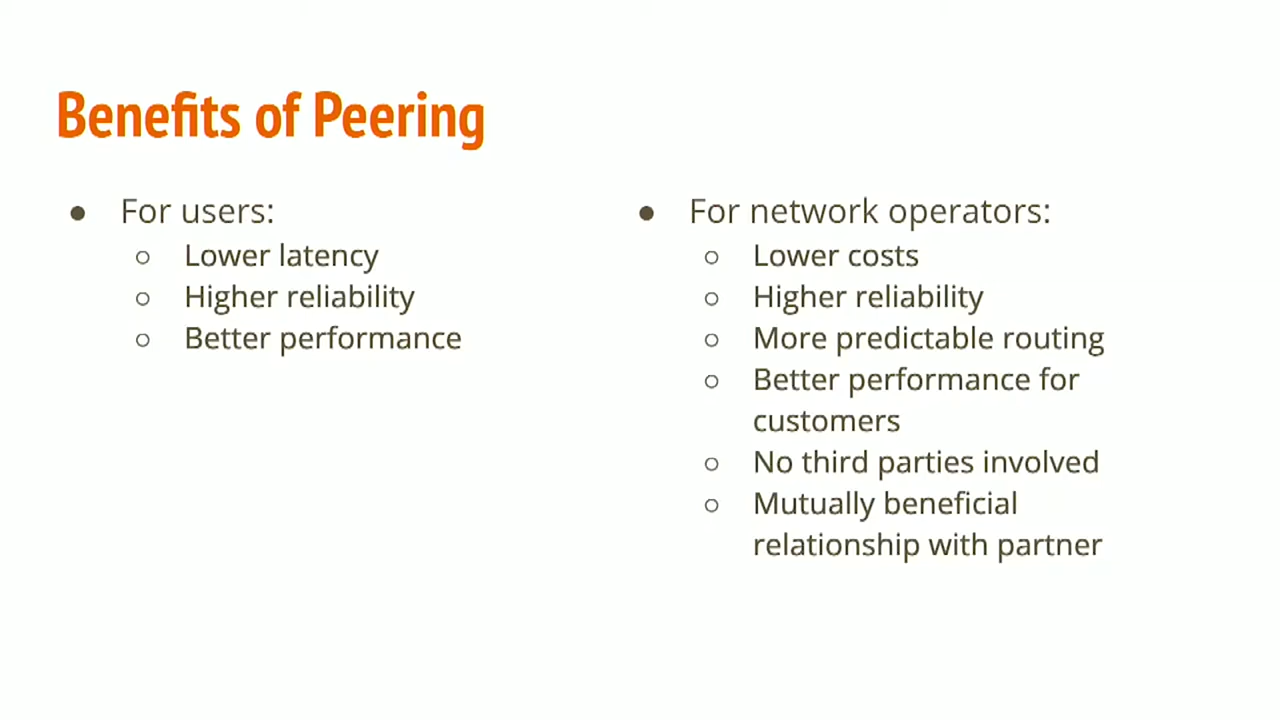 Benefits of Peering
● For users:
○ Lower latency
○ Higher reliability
○ Better performance
● For network operators:
○ Lower costs
○ Higher reliability
○ More predictable routing
○ Better performance for
customers
○ No third parties involved
○ Mutually beneficial
relationship with partner